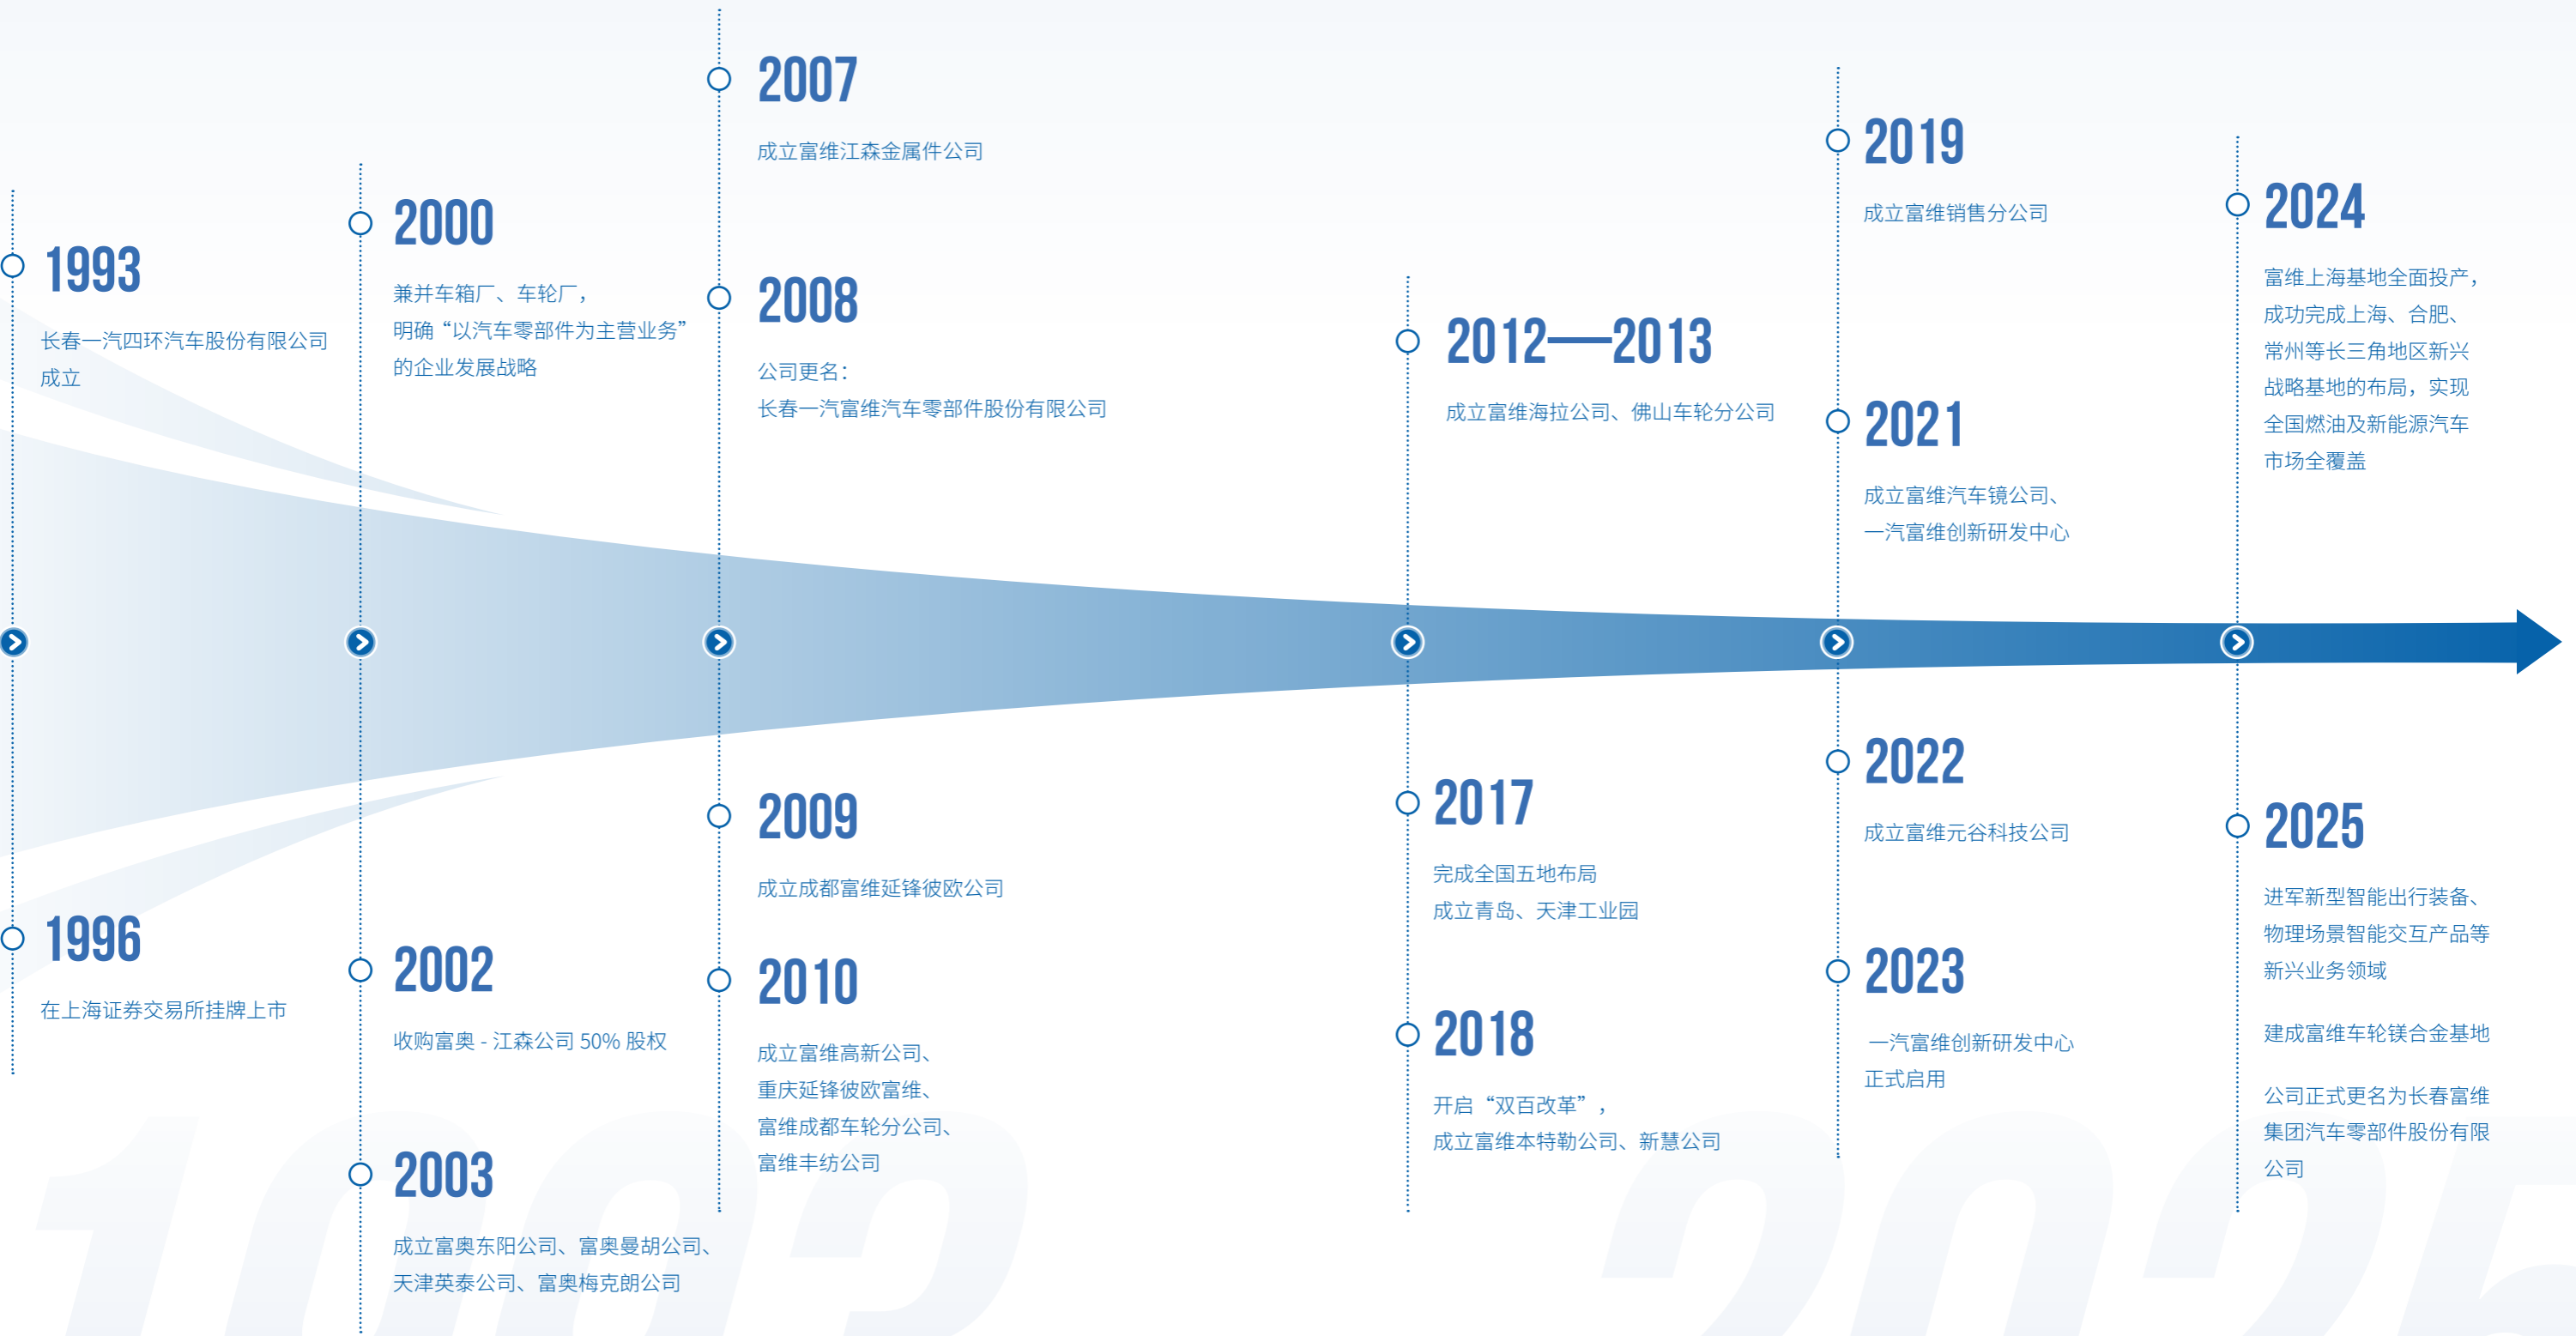 1993
长春一汽四环汽车股份有限公司
成立
1996
在上海证券交易所挂牌上市
2000
兼并车箱厂、车轮厂，
明确“以汽车零部件为主营业务”
的企业发展战略
2002
收购富奥 - 江森公司 50% 股权
2003
成立富奥东阳公司、富奥曼胡公司、
天津英泰公司、富奥梅克朗公司
2007
成立富维江森金属件公司
2008
公司更名：
长春一汽富维汽车零部件股份有限公司
2009
成立成都富维延锋彼欧公司
2010
成立富维高新公司、
重庆延锋彼欧富维、
富维成都车轮分公司、
富维丰纺公司
2012—2013
成立富维海拉公司、佛山车轮分公司
2017
完成全国五地布局
成立青岛、天津工业园
2018
开启“双百改革”，
成立富维本特勒公司、新慧公司
2019
成立富维销售分公司
2021
成立富维汽车镜公司、
一汽富维创新研发中心
2022
成立富维元谷科技公司
2023
一汽富维创新研发中心
正式启用
2024
富维上海基地全面投产，
成功完成上海、合肥、
常州等长三角地区新兴
战略基地的布局，实现
全国燃油及新能源汽车
市场全覆盖
2025
进军新型智能出行装备、
物理场景智能交互产品等
新兴业务领域
建成富维车轮镁合金基地
公司正式更名为长春富维
集团汽车零部件股份有限
公司
1993
2025